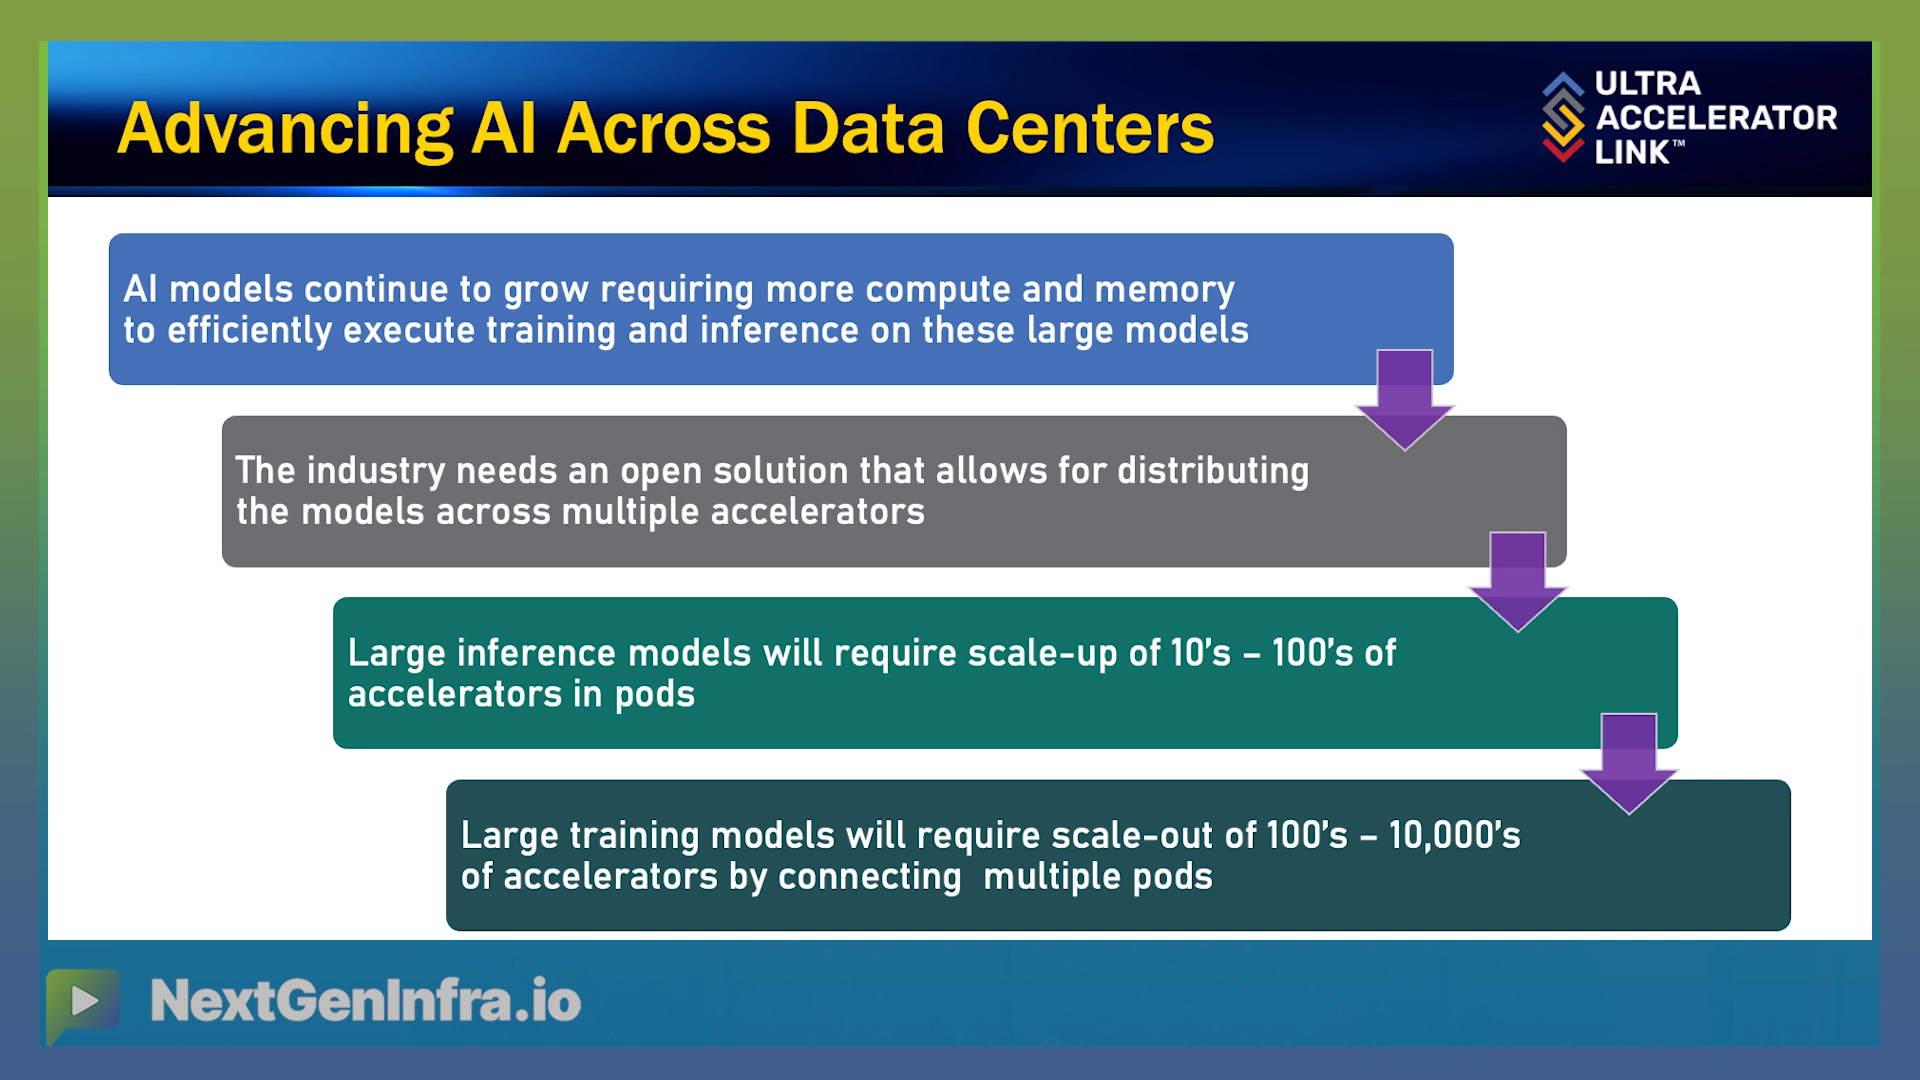 Advancing AI Across Data Centers
ULTRA
ACCELERATOR
LINK™
AI models continue to grow requiring more compute and memory
to efficiently execute training and inference on these large models
The industry needs an open solution that allows for distributing
the models across multiple accelerators
Large inference models will require scale-up of 10's – 100's of
accelerators in pods
Large training models will require scale-out of 100's – 10,000's
of accelerators by connecting  multiple pods
NextGenInfra.io